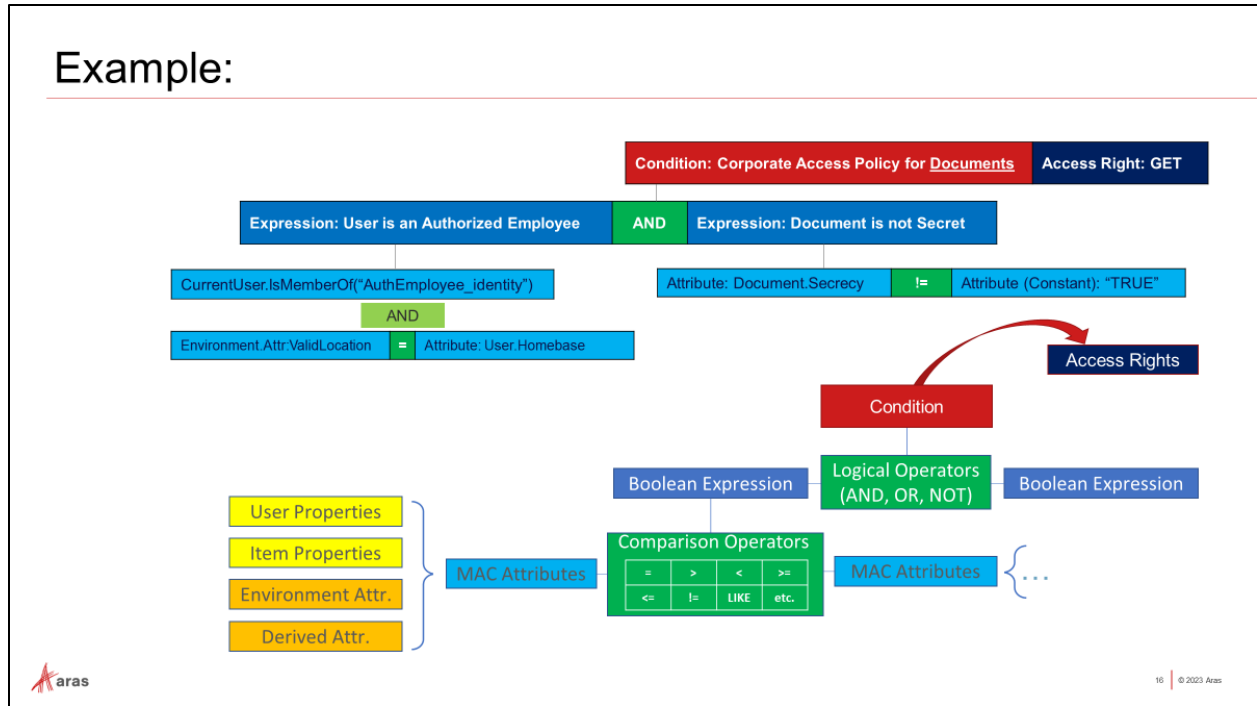 Example:
Condition: Corporate Access Policy for Documents
Access Right: GET
Expression: User is an Authorized Employee
AND
Expression: Document is not Secret
CurrentUser.IsMemberOf(“AuthEmployee_identity”)
AND
Environment.Attr:ValidLocation
=
Attribute: User.Homebase
Attribute: Document.Secrecy
!=
Attribute (Constant): “TRUE”
Access Rights
Condition
Boolean Expression
Logical Operators
(AND, OR, NOT)
Boolean Expression
User Properties
Item Properties
Environment Attr.
Derived Attr.
MAC Attributes
Comparison Operators
= > < >=
<= != LIKE etc.
MAC Attributes
...
aras
16 © 2023 Aras